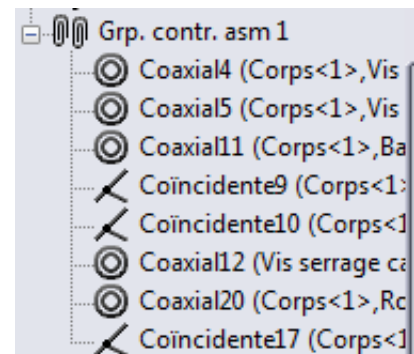 Grp. contr. asm 1
Coaxial4 (Corps<1>,Vis
Coaxial5 (Corps<1>,Vis
Coaxial11 (Corps<1>,Ba
Coïncidente9 (Corps<1>
Coïncidente10 (Corps<1
Coaxial12 (Vis serrage ca
Coaxial20 (Corps<1>,Ro
Coïncidente17 (Corps<1